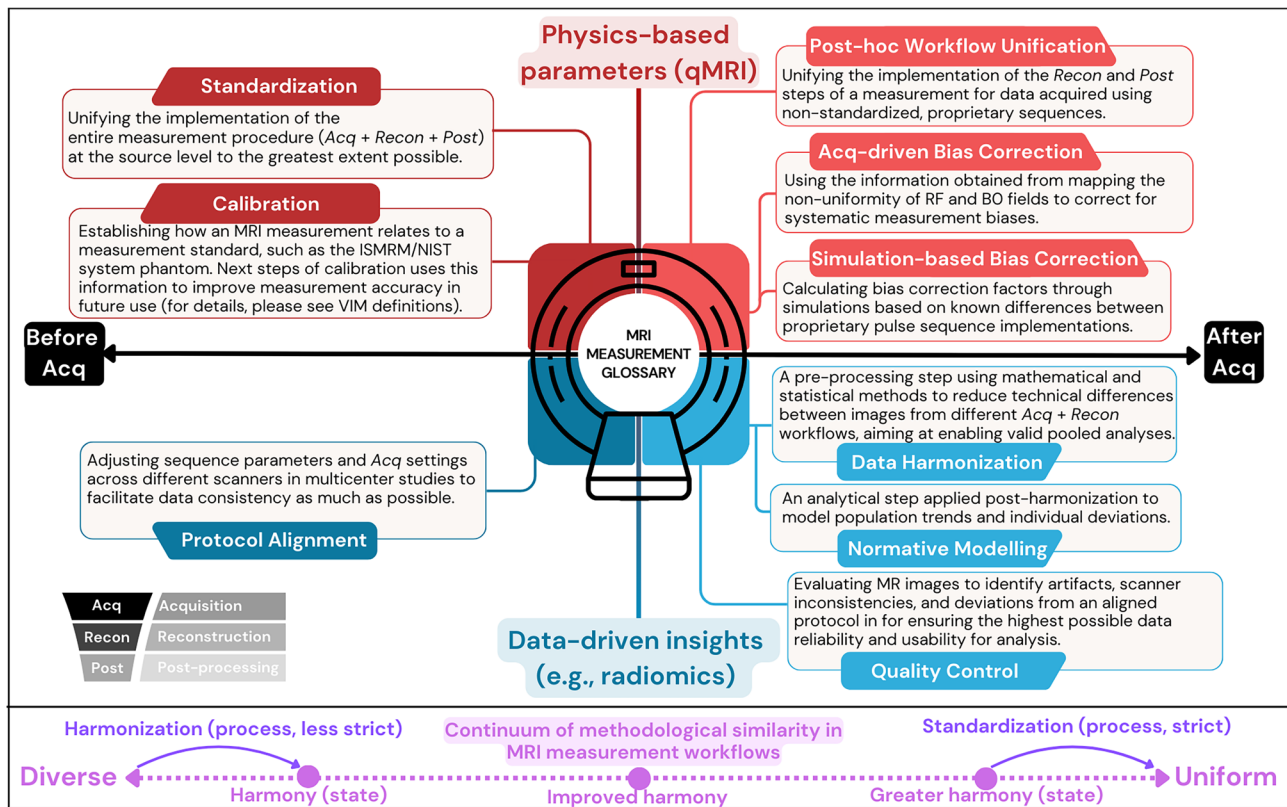 Physics-based
parameters (qMRI)
Standardization
Unifying the implementation of the
entire measurement procedure (Acq + Recon + Post)
at the source level to the greatest extent possible.
Calibration
Establishing how an MRI measurement relates to a
measurement standard, such as the ISMRM/NIST
system phantom. Next steps of calibration uses this
information to improve measurement accuracy in
future use (for details, please see VIM definitions).
Post-hoc Workflow Unification
Unifying the implementation of the Recon and Post
steps of a measurement for data acquired using
non-standardized, proprietary sequences.
Acq-driven Bias Correction
Using the information obtained from mapping the
non-uniformity of RF and B0 fields to correct for
systematic measurement biases.
Simulation-based Bias Correction
Calculating bias correction factors through
simulations based on known differences between
proprietary pulse sequence implementations.
Before
Acq
MRI
MEASUREMENT
GLOSSARY
After
Acq
Adjusting sequence parameters and Acq settings
across different scanners in multicenter studies to
facilitate data consistency as much as possible.
Protocol Alignment
A pre-processing step using mathematical and
statistical methods to reduce technical differences
between images from different Acq + Recon
workflows, aiming at enabling valid pooled analyses.
Data Harmonization
An analytical step applied post-harmonization to
model population trends and individual deviations.
Normative Modelling
Evaluating MR images to identify artifacts, scanner
inconsistencies, and deviations from an aligned
protocol in for ensuring the highest possible data
reliability and usability for analysis.
Quality Control
Acq Acquisition
Recon Reconstruction
Post Post-processing
Data-driven insights
(e.g., radiomics)
Harmonization (process, less strict)
Continuum of methodological similarity in
MRI measurement workflows
Standardization (process, strict)
Diverse
Uniform
Harmony (state)
Improved harmony
Greater harmony (state)